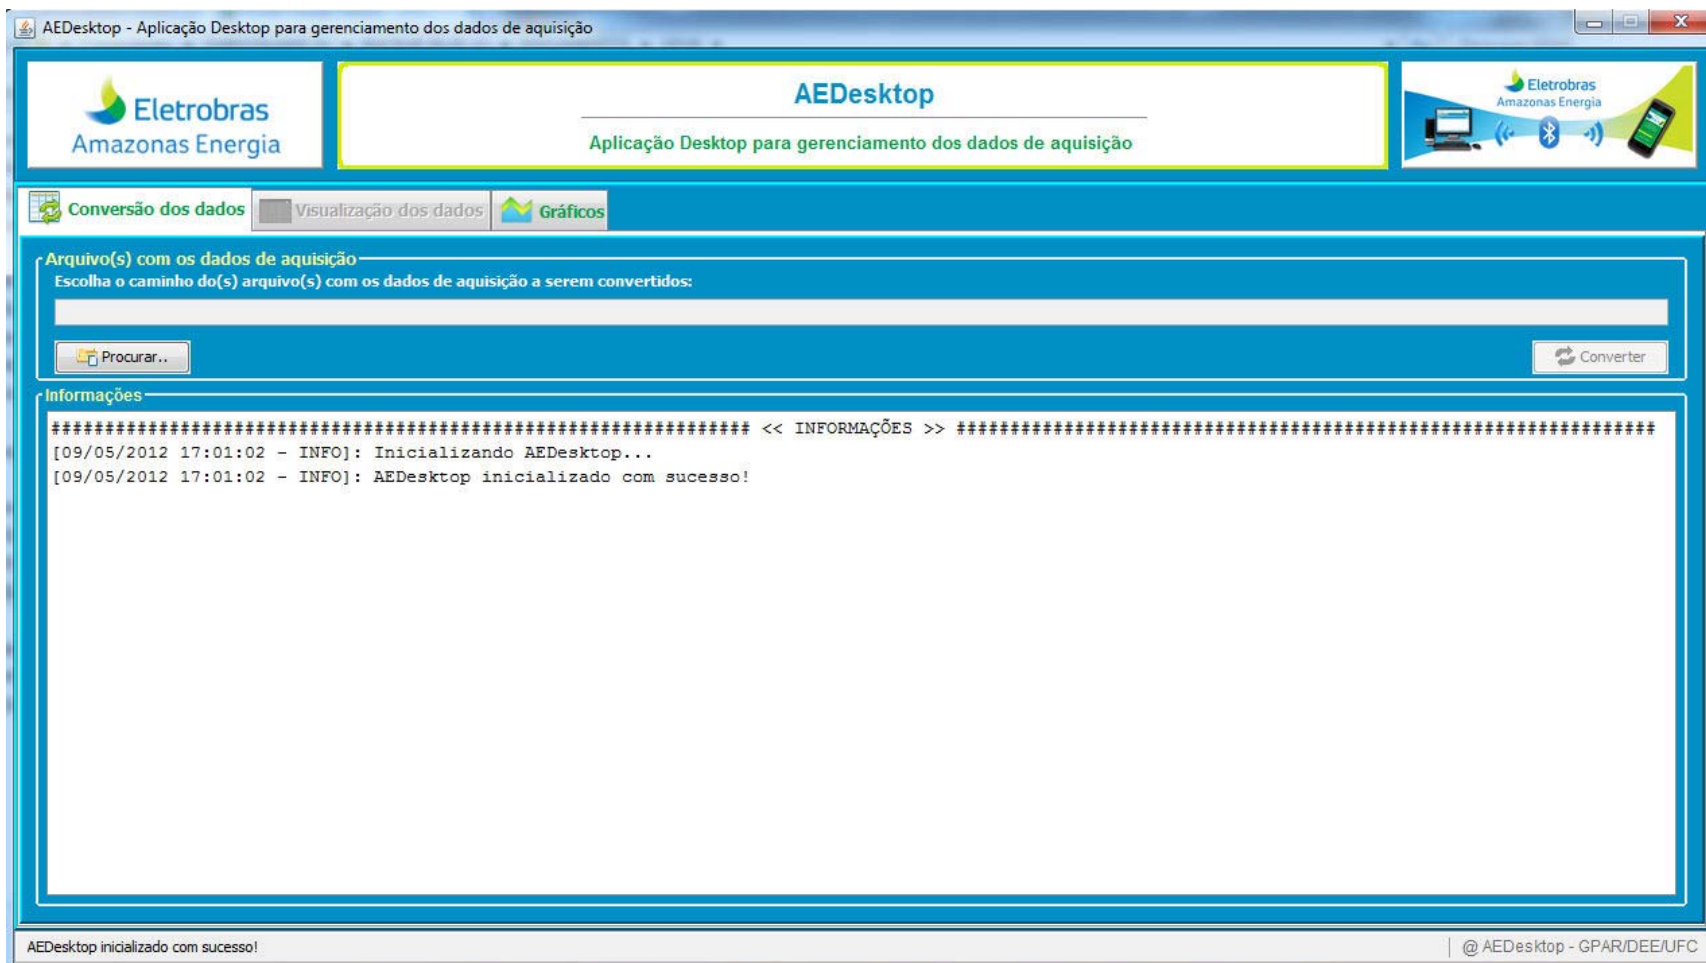 AEDesktop - Aplicação Desktop para gerenciamento dos dados de aquisição
Eletrobras
Amazonas Energia
AEDesktop
Aplicação Desktop para gerenciamento dos dados de aquisição
Eletrobras
Amazonas Energia
Conversão dos dados
Visualização dos dados
Gráficos
Arquivo(s) com os dados de aquisição
Escolha o caminho do(s) arquivo(s) com os dados de aquisição a serem convertidos:
Procurar..
Converter
Informações
################################################################# << INFORMAÇÕES >> #################################################################
[09/05/2012 17:01:02 - INFO]: Inicializando AEDesktop...
[09/05/2012 17:01:02 - INFO]: AEDesktop inicializado com sucesso!
AEDesktop inicializado com sucesso!
@ AEDesktop - GPAR/DEE/UFC